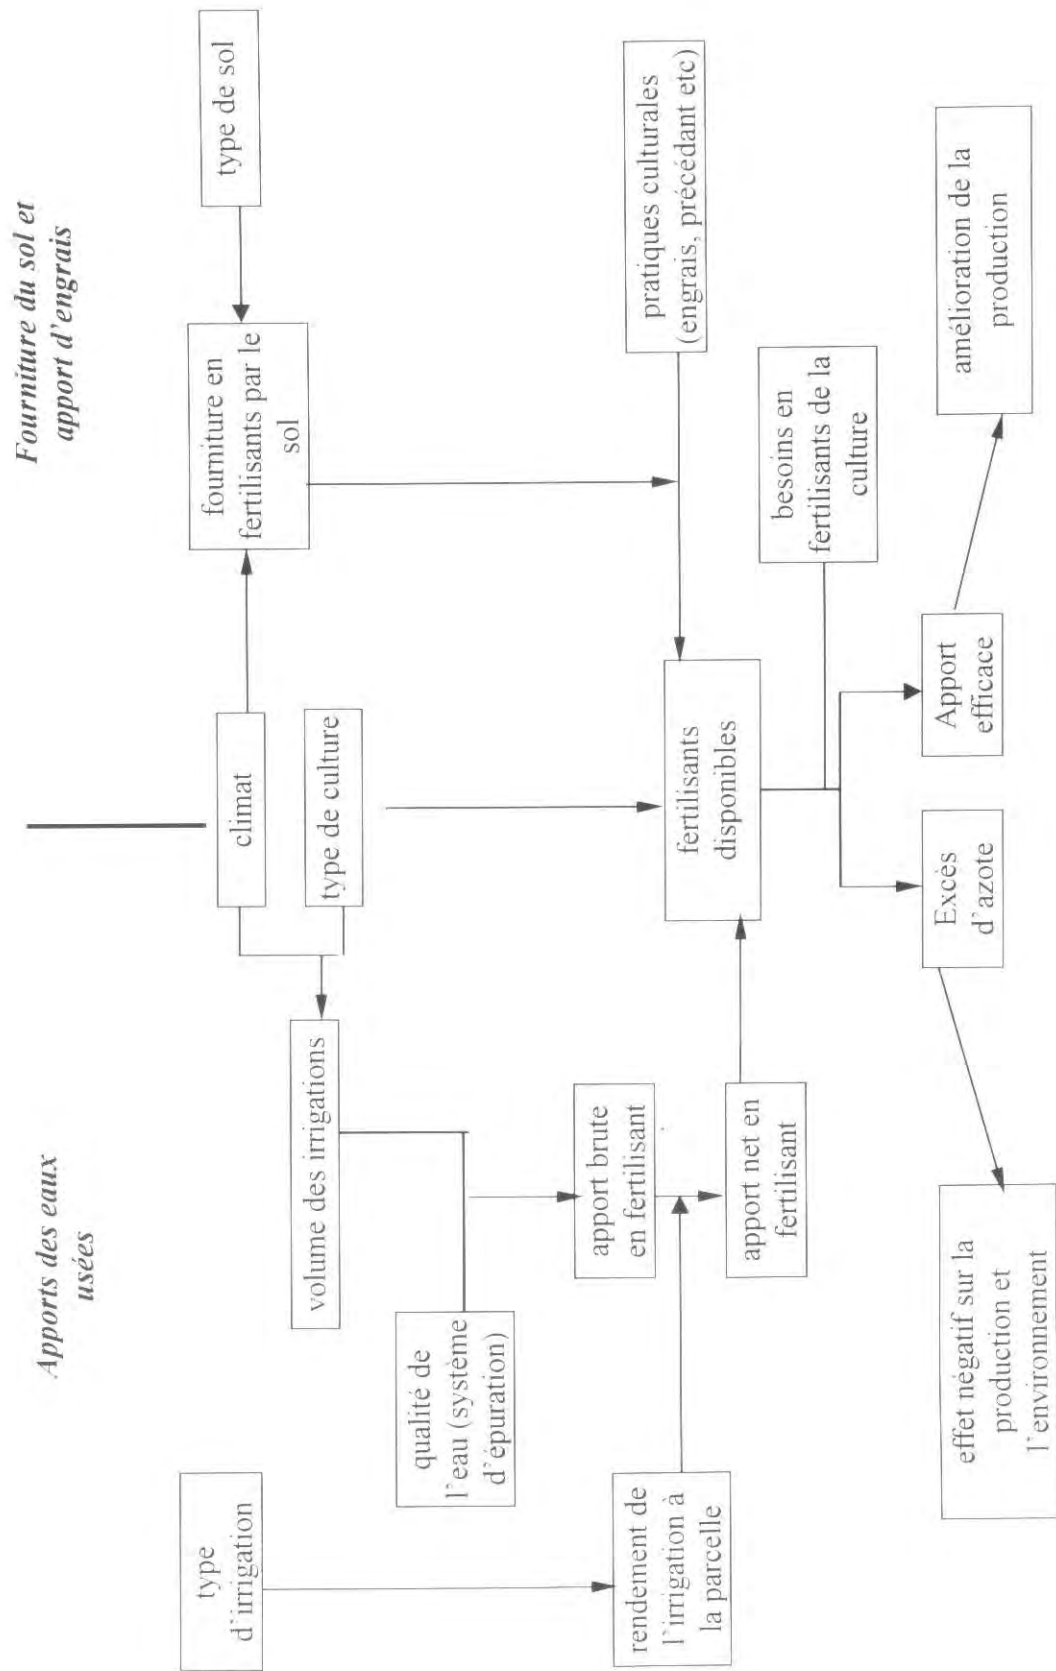 Apports des eaux
usées
Fourniture du sol et
apport d'engrais
type
d'irrigation
climat
fourniture en
fertilisants par le
sol
type de sol
volume des irrigations
type de culture
qualité de
l'eau (système
d'épuration)
rendement de
l'irrigation à
la parcelle
apport brute
en fertilisant
apport net en
fertilisant
fertilisants
disponibles
pratiques culturales
(engrais, précédant etc)
besoins en
fertilisants de la
culture
Excès
d'azote
Apport
efficace
effet négatif sur la
production et
l'environnement
amélioration de la
production